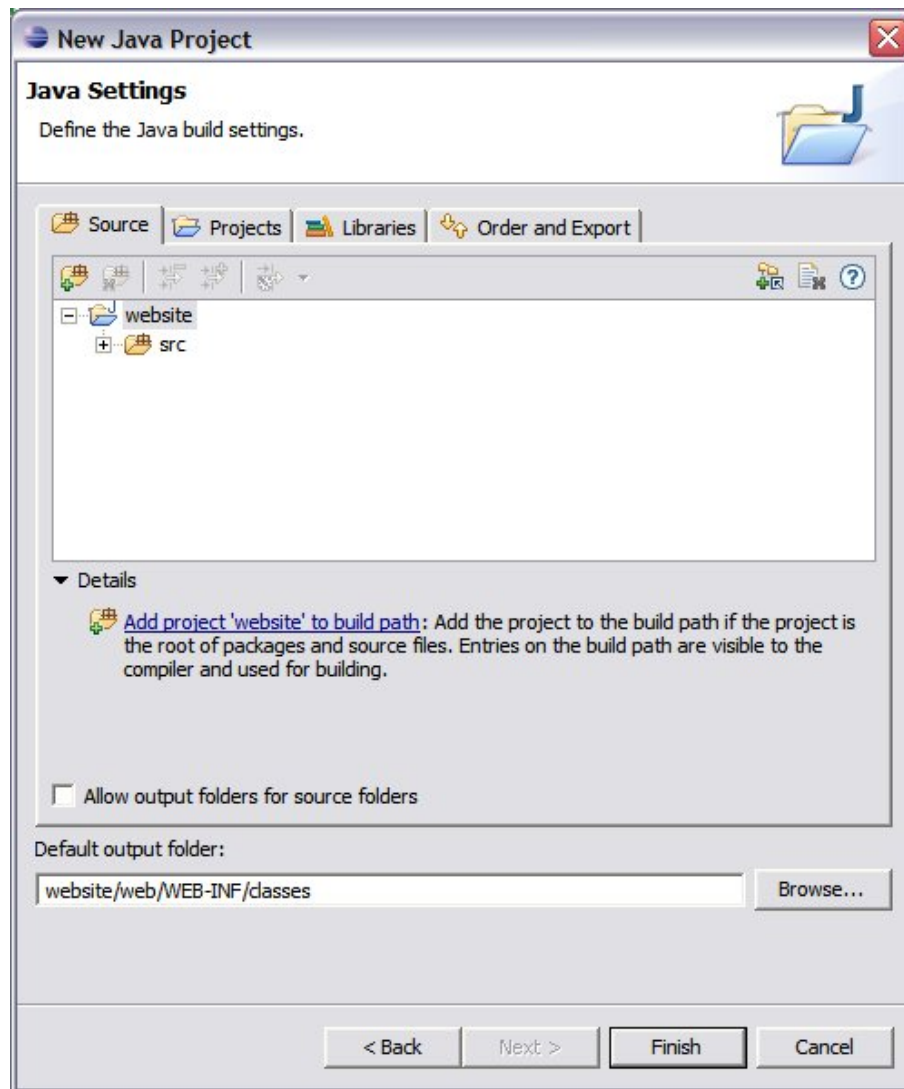 New Java Project
Java Settings
Define the Java build settings.
Source Projects Libraries Order and Export
website
src
Details
Add project 'website' to build path: Add the project to the build path if the project is
the root of packages and source files. Entries on the build path are visible to the
compiler and used for building.
Allow output folders for source folders
Default output folder:
website/web/WEB-INF/classes Browse...
< Back Next > Finish Cancel